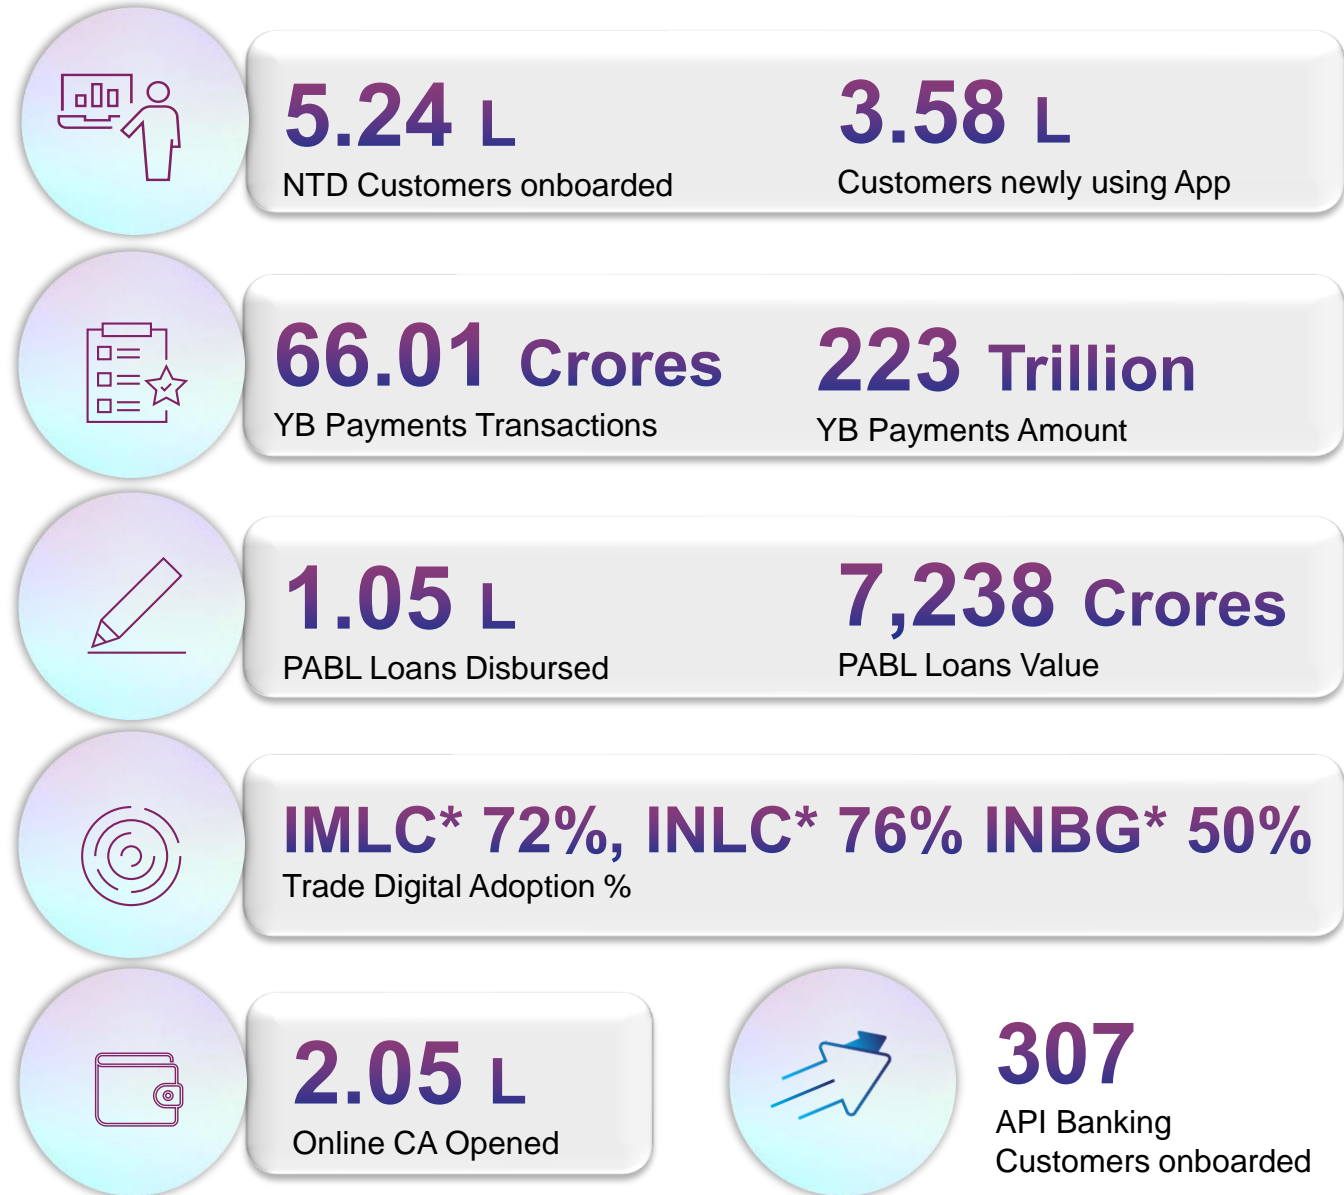 5.24 L
NTD Customers onboarded
3.58 L
Customers newly using App
66.01 Crores
YB Payments Transactions
223 Trillion
YB Payments Amount
1.05 L
PABL Loans Disbursed
7,238 Crores
PABL Loans Value
IMLC* 72%, INLC* 76% INBG* 50%
Trade Digital Adoption %
2.05 L
Online CA Opened
307
API Banking
Customers onboarded